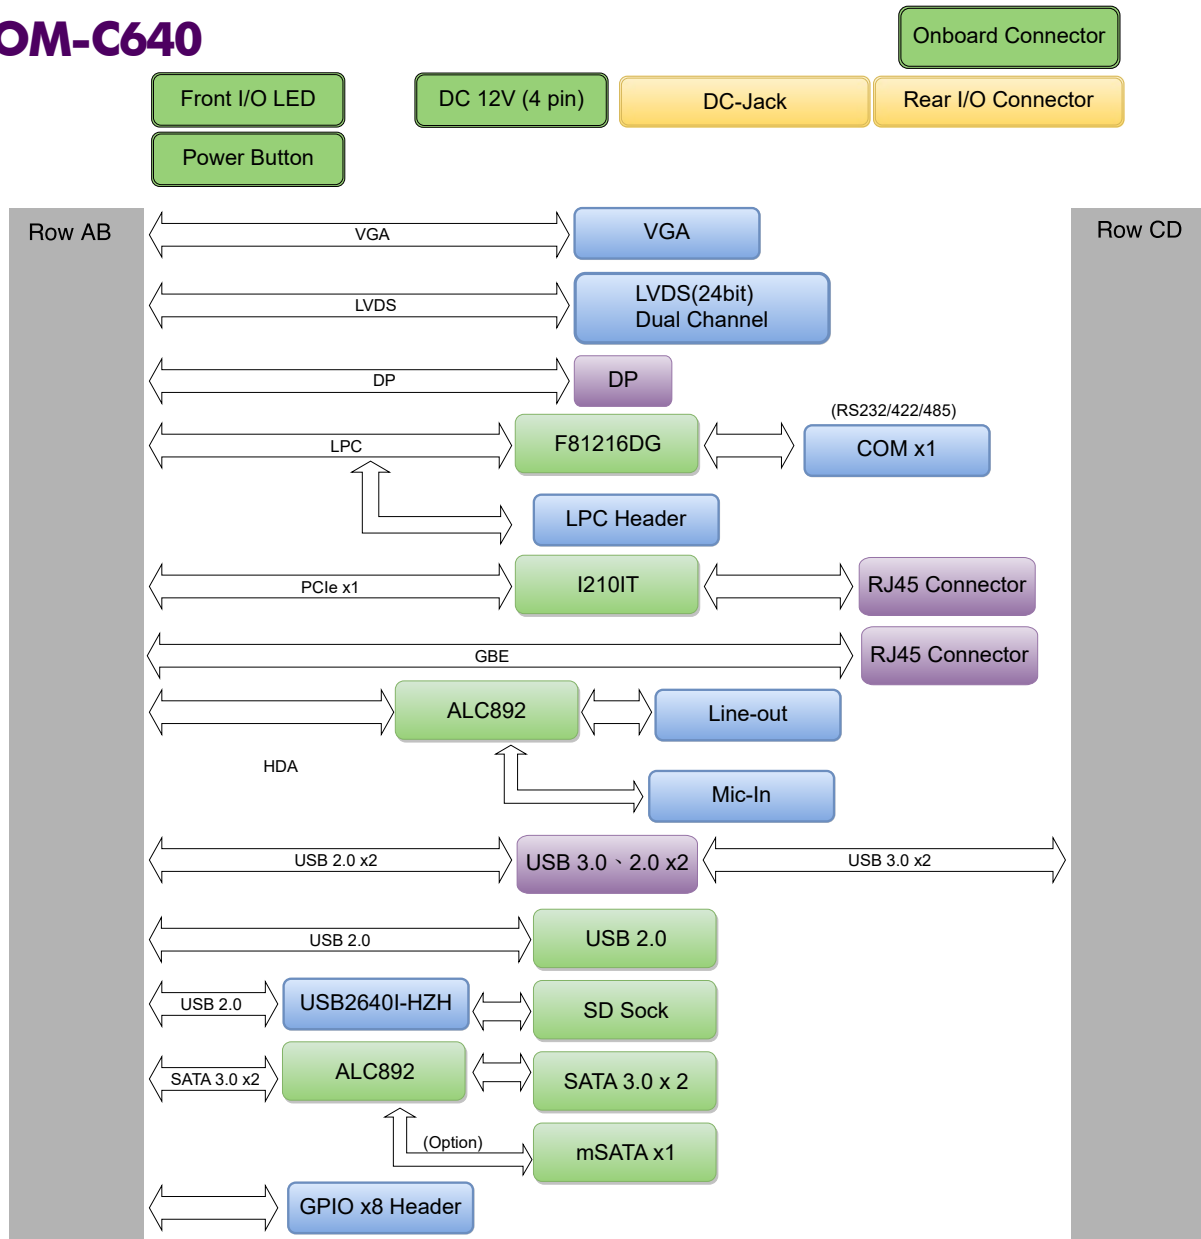 OM-C640
Onboard Connector
Front I/O LED
DC 12V (4 pin)
DC-Jack
Rear I/O Connector
Power Button
Row AB
Row CD
VGA
VGA
LVDS
LVDS(24bit)
Dual Channel
DP
DP
(RS232/422/485)
LPC
F81216DG
COM x1
LPC Header
PCIe x1
I210IT
RJ45 Connector
GBE
RJ45 Connector
ALC892
Line-out
HDA
Mic-In
USB 2.0 x2
USB 3.0、2.0 x2
USB 3.0 x2
USB 2.0
USB 2.0
USB 2.0
USB2640I-HZH
SD Sock
SATA 3.0 x2
ALC892
SATA 3.0 x 2
(Option)
mSATA x1
GPIO x8 Header